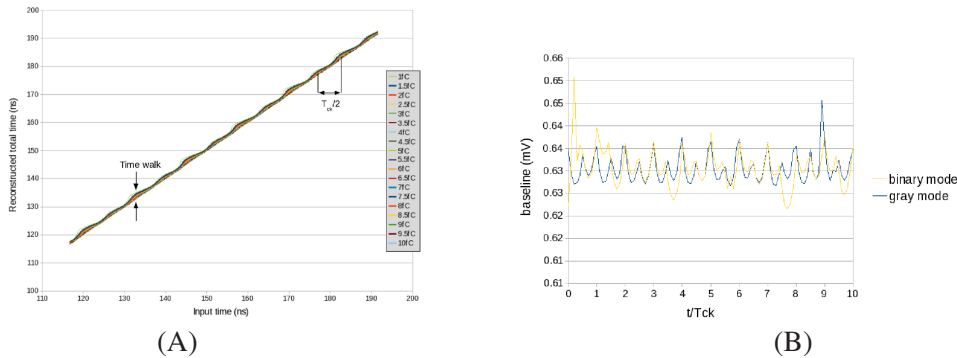 200
190
180
170
160
150
140
130
120
110
100
110 120 130 140 150 160 170 180 190 200
Reconstructed total time (ns)
Input time (ns)
Time walk
Tck/2
1fC
1.5fC
2fC
2.5fC
3fC
3.5fC
4fC
4.5fC
5fC
5.5fC
6fC
6.5fC
7fC
7.5fC
8fC
8.5fC
9fC
9.5fC
10fC
(A)
0.66
0.65
0.65
0.64
0.64
0.63
0.63
0.62
0.62
0.61
0.61
0 1 2 3 4 5 6 7 8 9 10
baseline (mV)
t/Tck
binary mode
gray mode
(B)